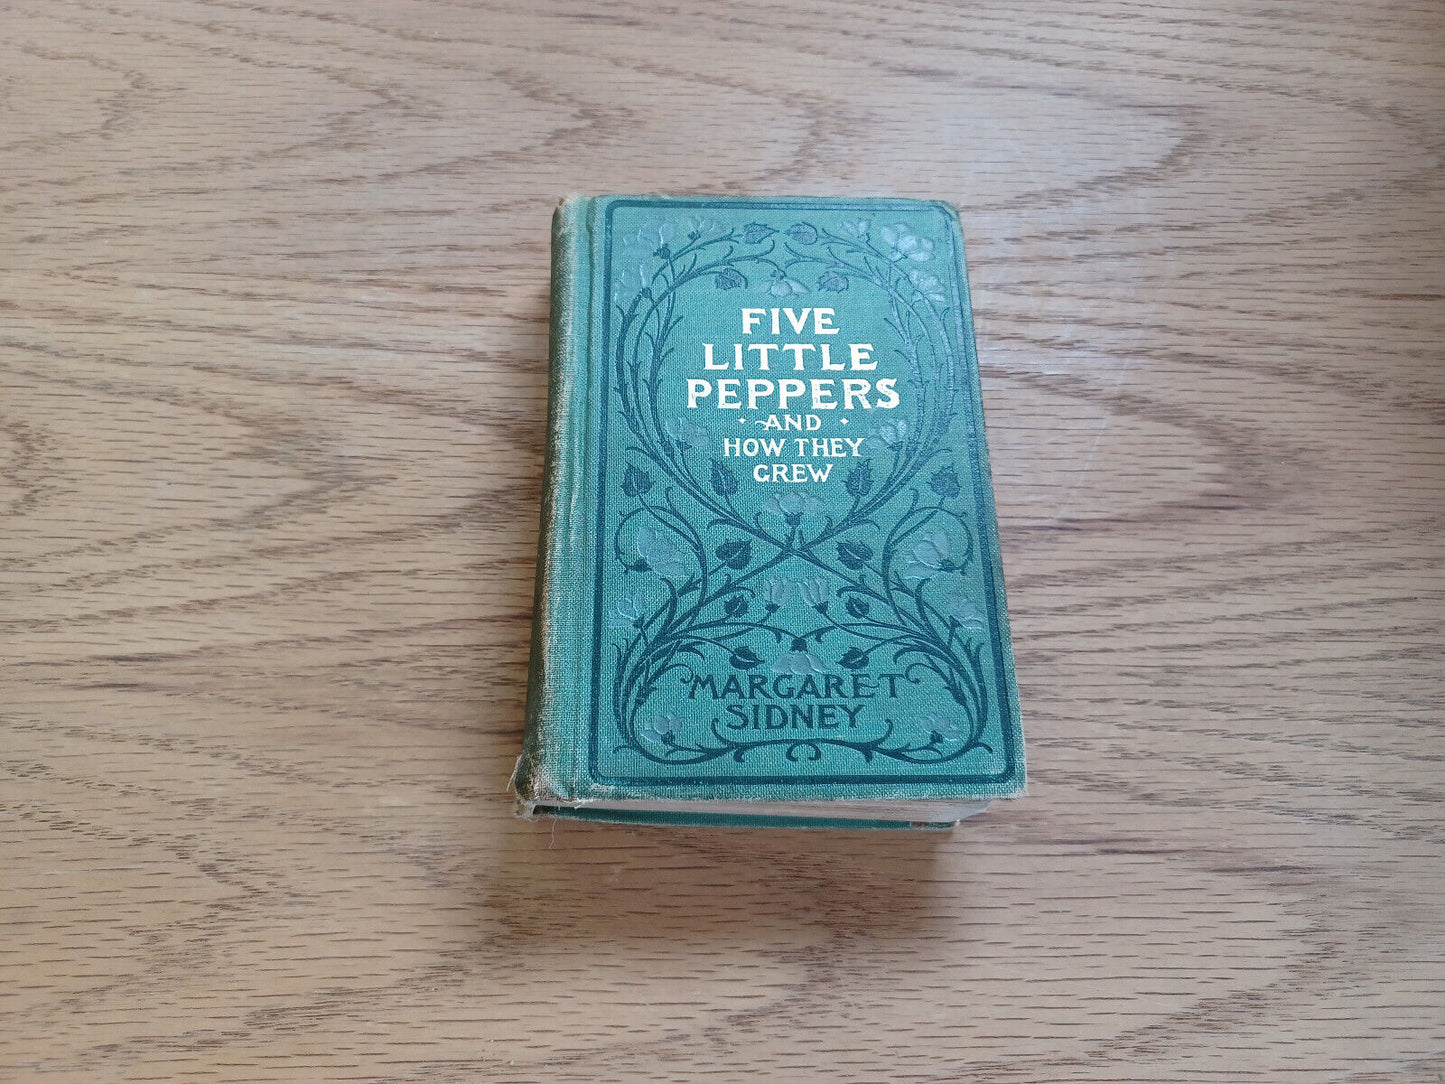 FIVE
LITTLE
PEPPERS
· AND ·
HOW THEY
GREW
MARGARET
SIDNEY